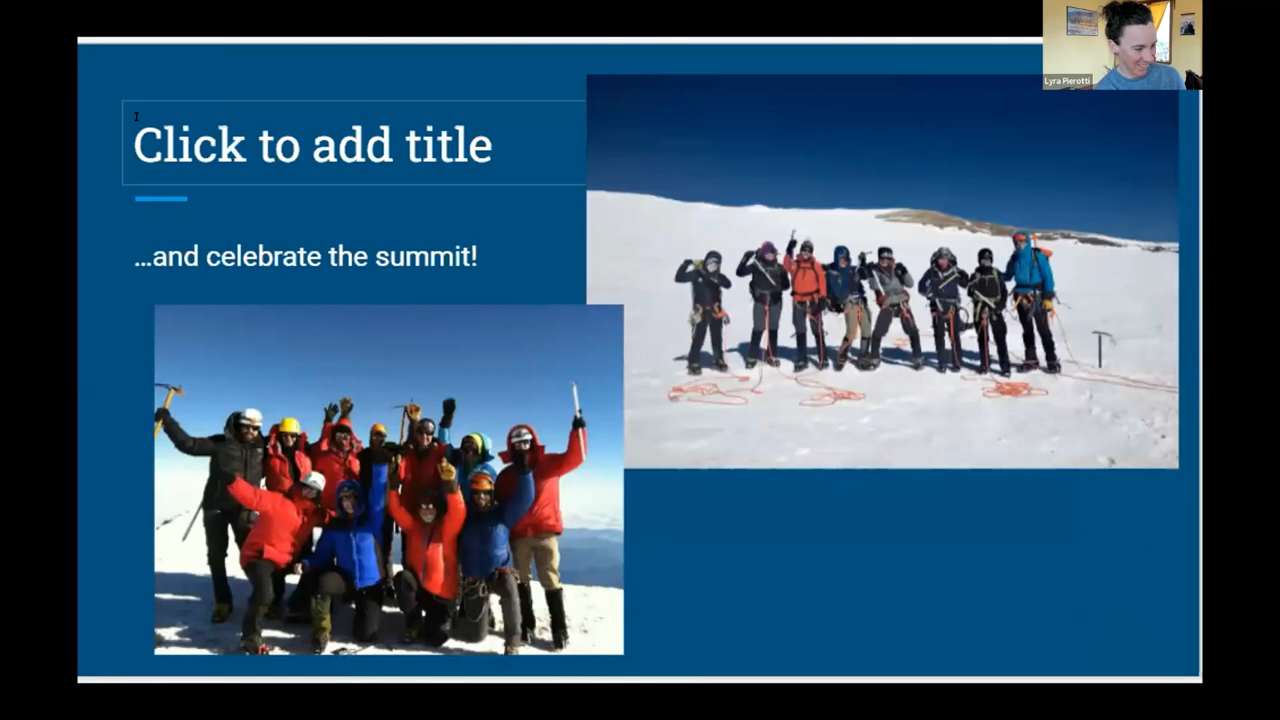 Lyra Pierotti
Click to add title
…and celebrate the summit!